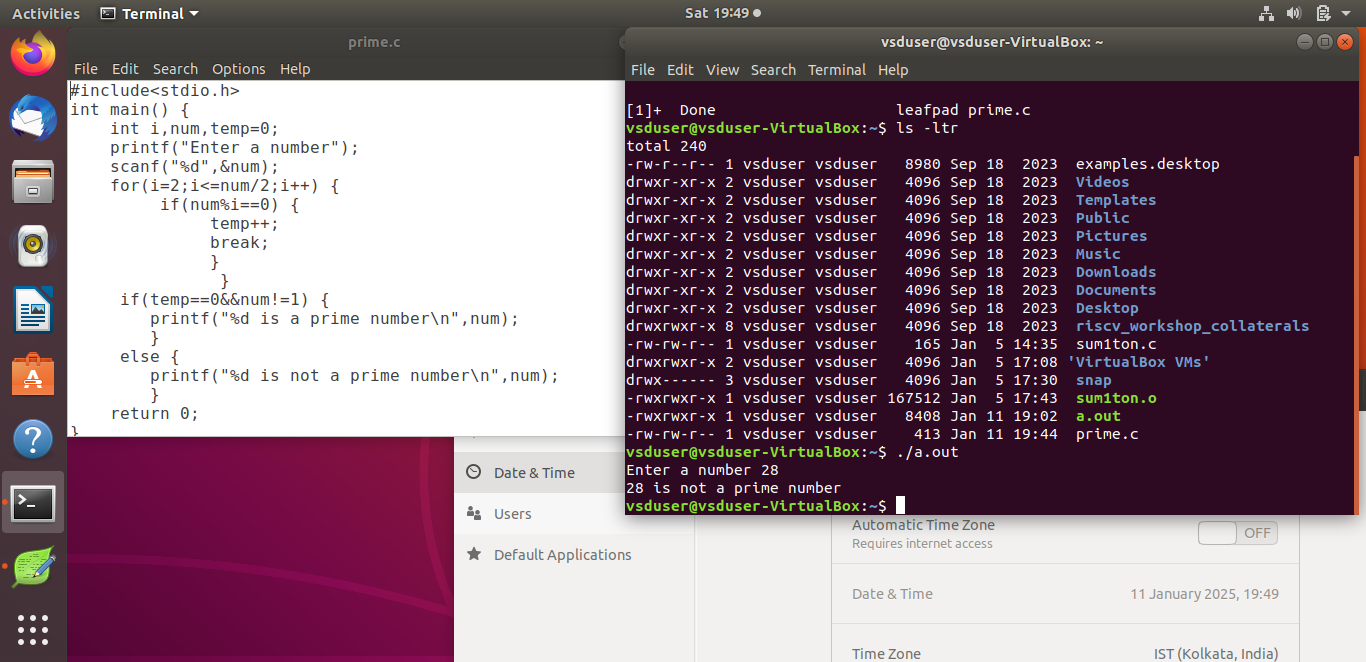 Activities Terminal Sat 19:49
prime.c
File Edit Search Options Help
#include<stdio.h>
int main() {
    int i,num,temp=0;
    printf("Enter a number");
    scanf("%d",&num);
    for(i=2;i<=num/2;i++) {
         if(num%i==0) {
              temp++;
              break;
              }
               }
     if(temp==0&&num!=1) {
        printf("%d is a prime number\n",num);
        }
     else {
        printf("%d is not a prime number\n",num);
        }
    return 0;
}
vsduser@vsduser-VirtualBox: ~
File Edit View Search Terminal Help
[1]+  Done                    leafpad prime.c
vsduser@vsduser-VirtualBox:~$ ls -ltr
total 240
-rw-r--r-- 1 vsduser vsduser   8980 Sep 18  2023  examples.desktop
drwxr-xr-x 2 vsduser vsduser   4096 Sep 18  2023  Videos
drwxr-xr-x 2 vsduser vsduser   4096 Sep 18  2023  Templates
drwxr-xr-x 2 vsduser vsduser   4096 Sep 18  2023  Public
drwxr-xr-x 2 vsduser vsduser   4096 Sep 18  2023  Pictures
drwxr-xr-x 2 vsduser vsduser   4096 Sep 18  2023  Music
drwxr-xr-x 2 vsduser vsduser   4096 Sep 18  2023  Downloads
drwxr-xr-x 2 vsduser vsduser   4096 Sep 18  2023  Documents
drwxr-xr-x 2 vsduser vsduser   4096 Sep 18  2023  Desktop
drwxrwxr-x 8 vsduser vsduser   4096 Sep 18  2023  riscv_workshop_collaterals
-rw-rw-r-- 1 vsduser vsduser    165 Jan  5 14:35  sum1ton.c
drwxrwxr-x 2 vsduser vsduser   4096 Jan  5 17:08 'VirtualBox VMs'
drwx------ 3 vsduser vsduser   4096 Jan  5 17:30  snap
-rwxrwxr-x 1 vsduser vsduser 167512 Jan  5 17:43  sum1ton.o
-rwxrwxr-x 1 vsduser vsduser   8408 Jan 11 19:02  a.out
-rw-rw-r-- 1 vsduser vsduser    413 Jan 11 19:44  prime.c
vsduser@vsduser-VirtualBox:~$ ./a.out
Enter a number 28
28 is not a prime number
vsduser@vsduser-VirtualBox:~$
Date & Time
Users
Default Applications
Automatic Time Zone
OFF
Requires internet access
Date & Time 11 January 2025, 19:49
Time Zone IST (Kolkata, India)